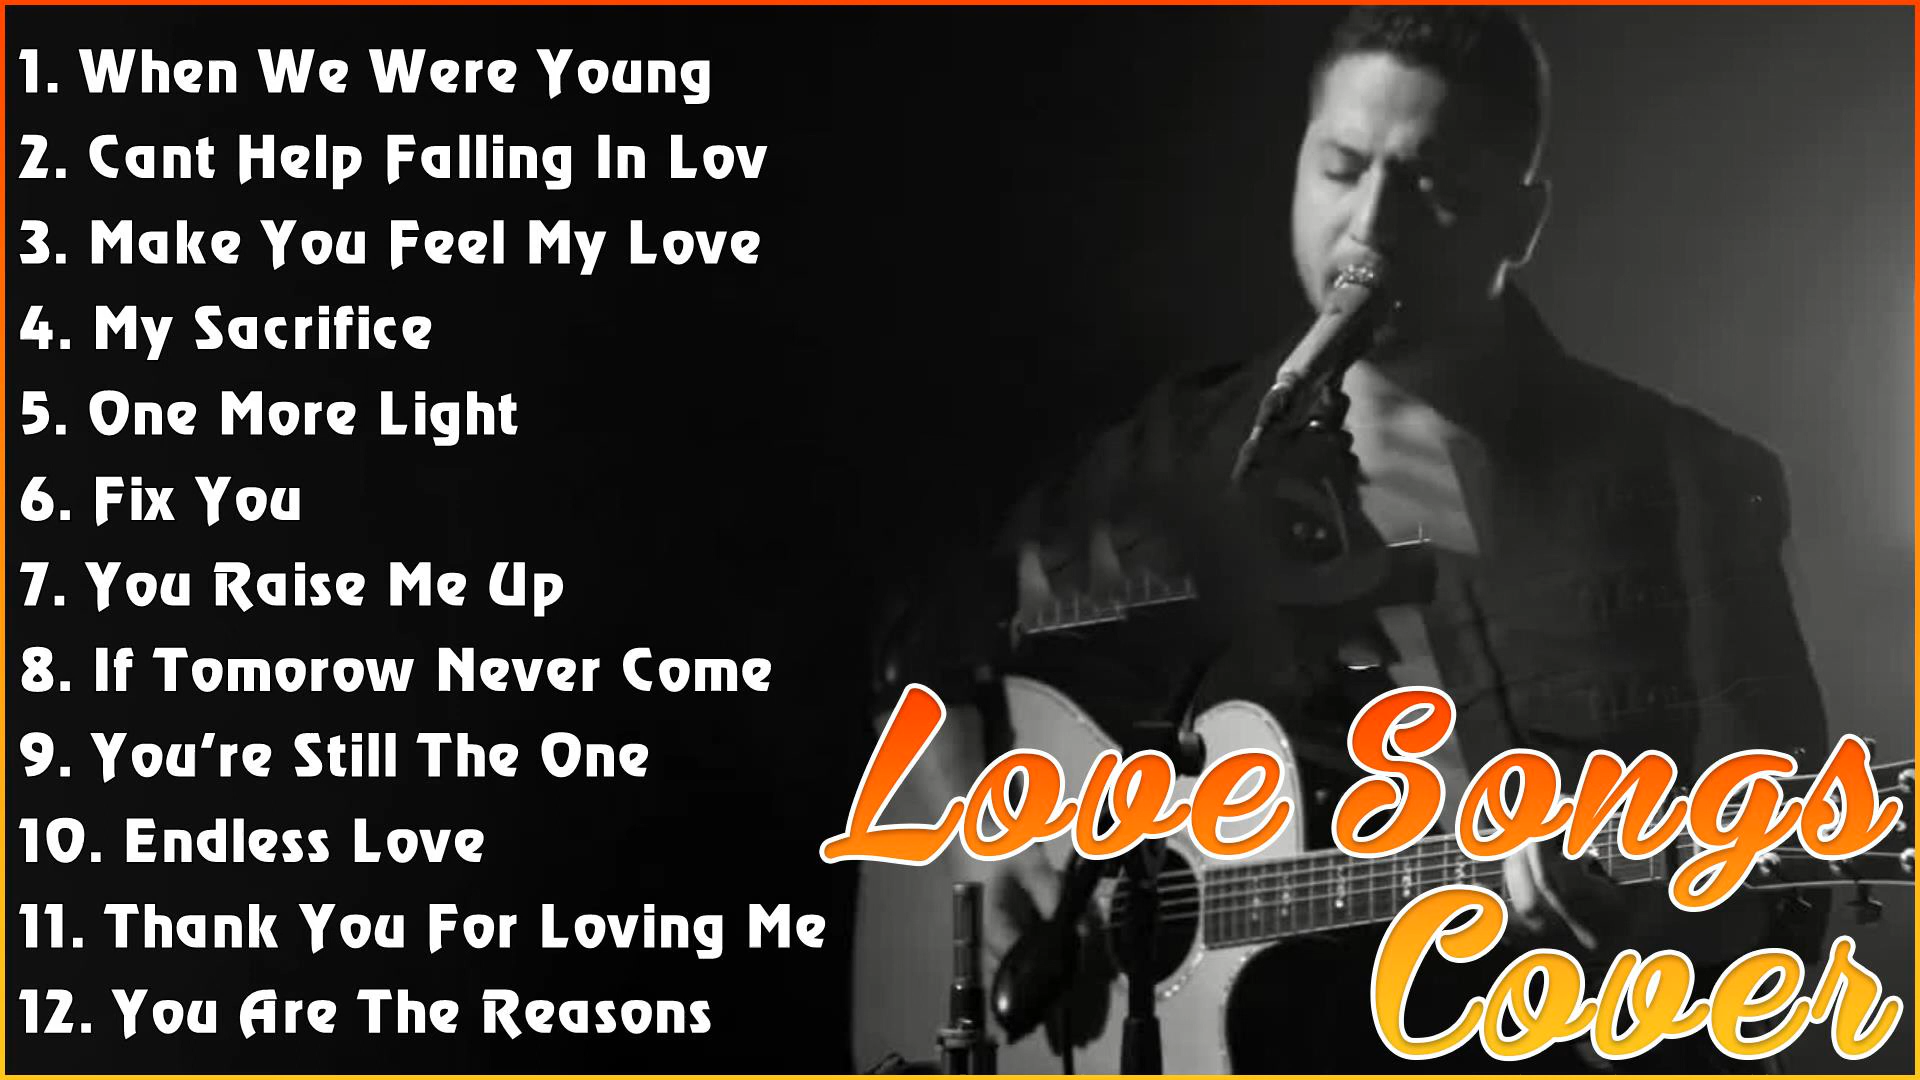 1. When We Were Young
2. Cant Help Falling In Lov
3. Make You Feel My Love
4. My Sacrifice
5. One More Light
6. Fix You
7. You Raise Me Up
8. If Tomorow Never Come
9. You're Still The One
10. Endless Love
11. Thank You For Loving Me
12. You Are The Reasons
Love Songs
Cover